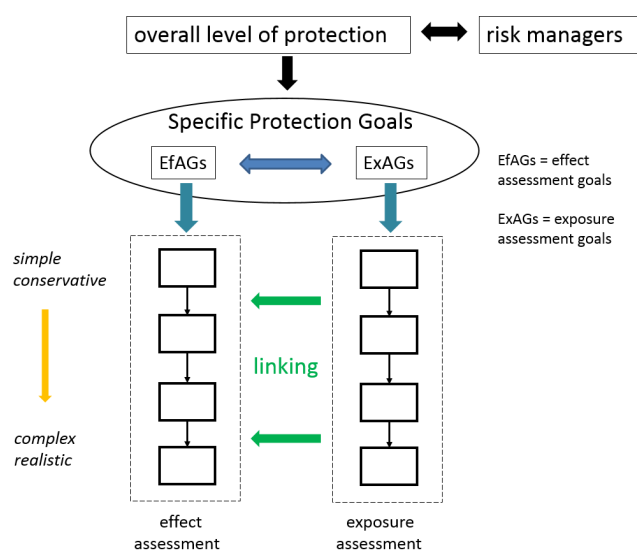 overall level of protection
risk managers
Specific Protection Goals
EfAGs
ExAGs
EfAGs = effect
assessment goals
ExAGs = exposure
assessment goals
simple
conservative
linking
complex
realistic
effect
assessment
exposure
assessment